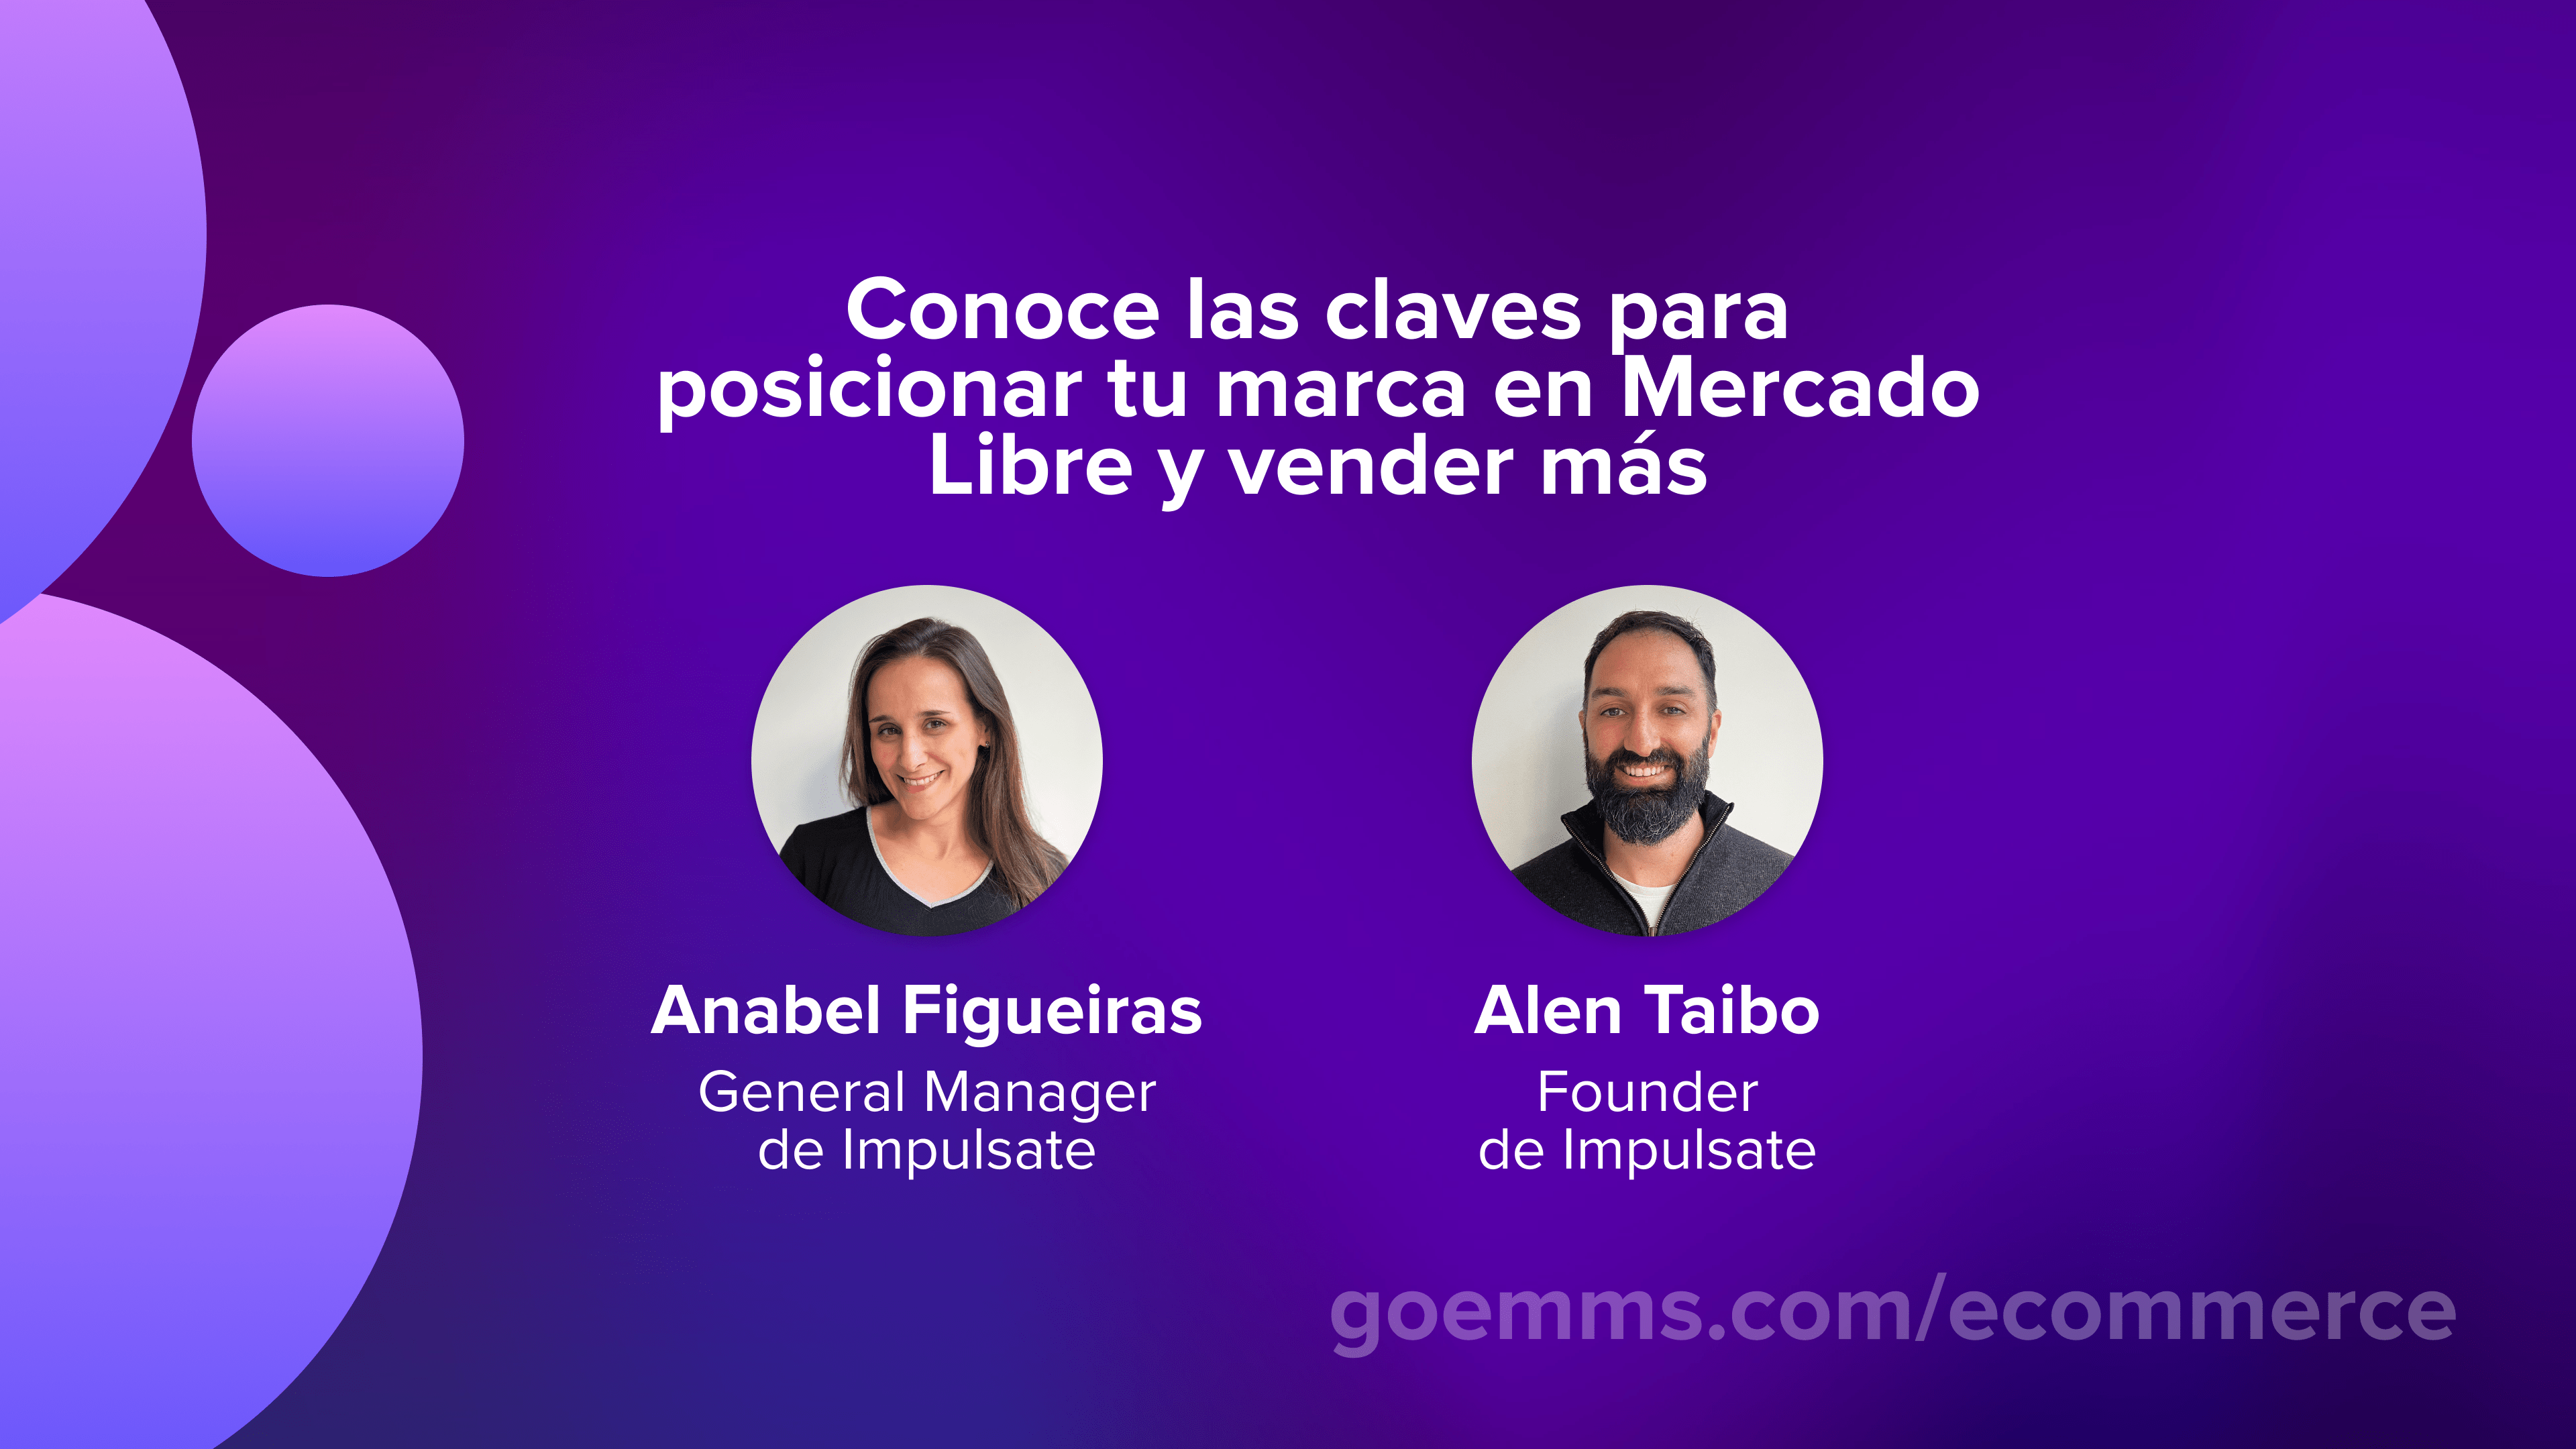 Conoce las claves para
posicionar tu marca en Mercado
Libre y vender más
Anabel Figueiras
General Manager
de Impulsate
Alen Taibo
Founder
de Impulsate
goemms.com/ecommerce